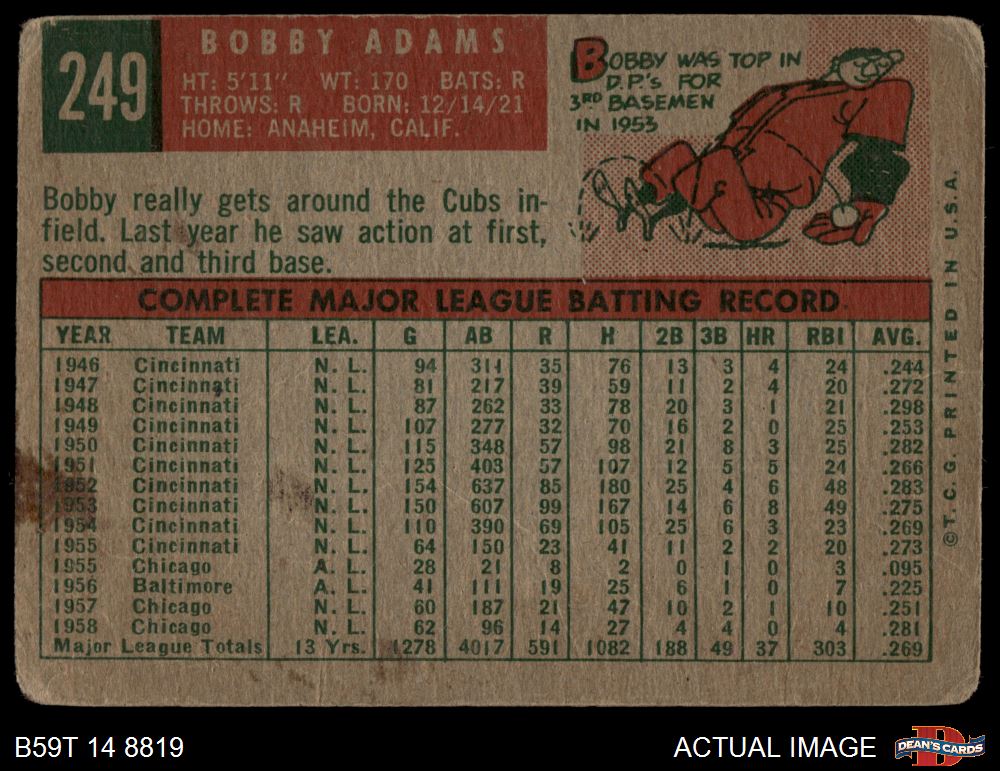 249
BOBBY ADAMS
HT: 5'11" WT: 170 BATS: R
THROWS: R BORN: 12/14/21
HOME: ANAHEIM, CALIF.
BOBBY WAS TOP IN
D.P.'s FOR
3RD BASEMEN
IN 1953
Bobby really gets around the Cubs in-
field. Last year he saw action at first,
second and third base.
COMPLETE MAJOR LEAGUE BATTING RECORD
YEAR TEAM LEA. G AB R H 2B 3B HR RBI AVG.
1946 Cincinnati N. L. 94 311 35 76 13 3 4 24 .244
1947 Cincinnati N. L. 81 217 39 59 11 2 4 20 .272
1948 Cincinnati N. L. 87 262 33 78 20 3 1 21 .298
1949 Cincinnati N. L. 107 277 32 70 16 2 0 25 .253
1950 Cincinnati N. L. 115 348 57 98 21 8 3 25 .282
1951 Cincinnati N. L. 125 403 57 107 12 5 5 24 .266
1952 Cincinnati N. L. 154 637 85 180 25 4 6 48 .283
1953 Cincinnati N. L. 150 607 99 167 14 6 8 49 .275
1954 Cincinnati N. L. 110 390 69 105 25 6 3 23 .269
1955 Cincinnati N. L. 64 150 23 41 11 2 2 20 .273
1955 Chicago A. L. 28 21 8 2 0 1 0 3 .095
1956 Baltimore A. L. 41 111 19 25 6 1 0 7 .225
1957 Chicago N. L. 60 187 21 47 10 2 1 10 .251
1958 Chicago N. L. 62 96 14 27 4 4 0 4 .281
Major League Totals 13 Yrs. 1278 4017 591 1082 188 49 37 303 .269
© T. C. G. PRINTED IN U.S.A.
B59T 14 8819
ACTUAL IMAGE
DEAN'S CARDS